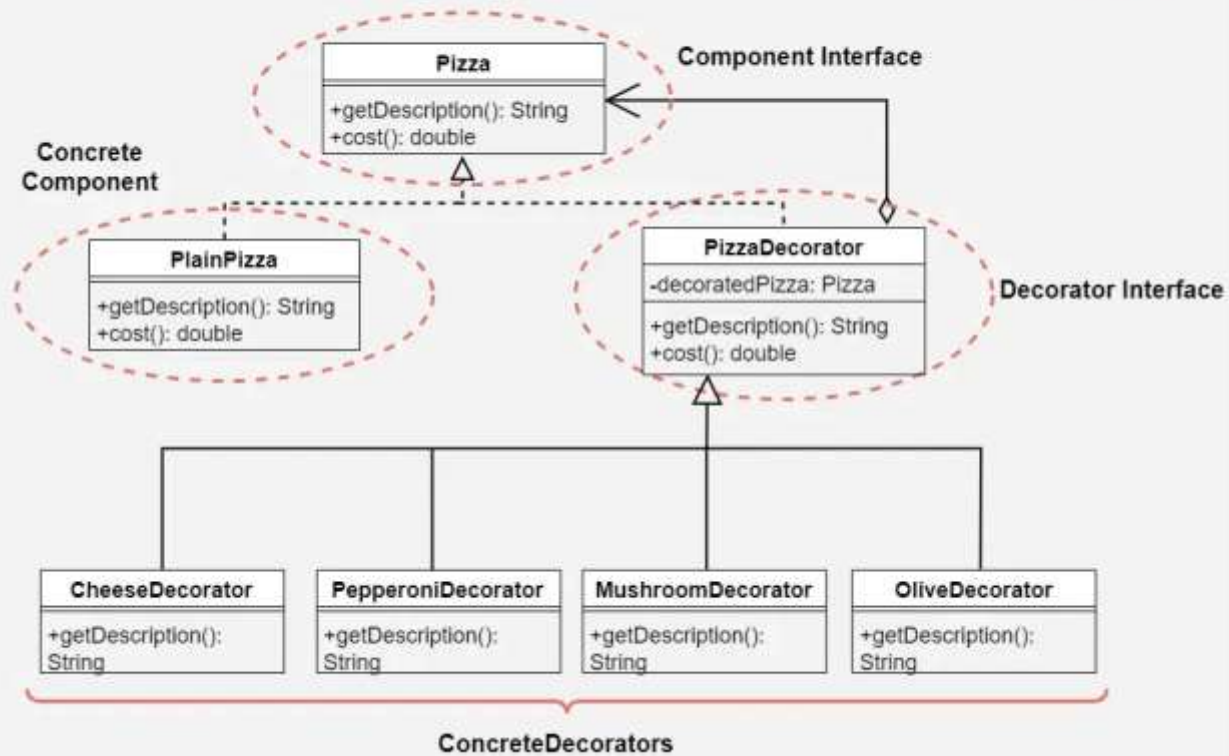 Pizza
+getDescription(): String
+cost(): double
Component Interface
Concrete
Component
PlainPizza
+getDescription(): String
+cost(): double
PizzaDecorator
-decoratedPizza: Pizza
+getDescription(): String
+cost(): double
Decorator Interface
CheeseDecorator
+getDescription():
String
PepperoniDecorator
+getDescription():
String
MushroomDecorator
+getDescription():
String
OliveDecorator
+getDescription():
String
ConcreteDecorators